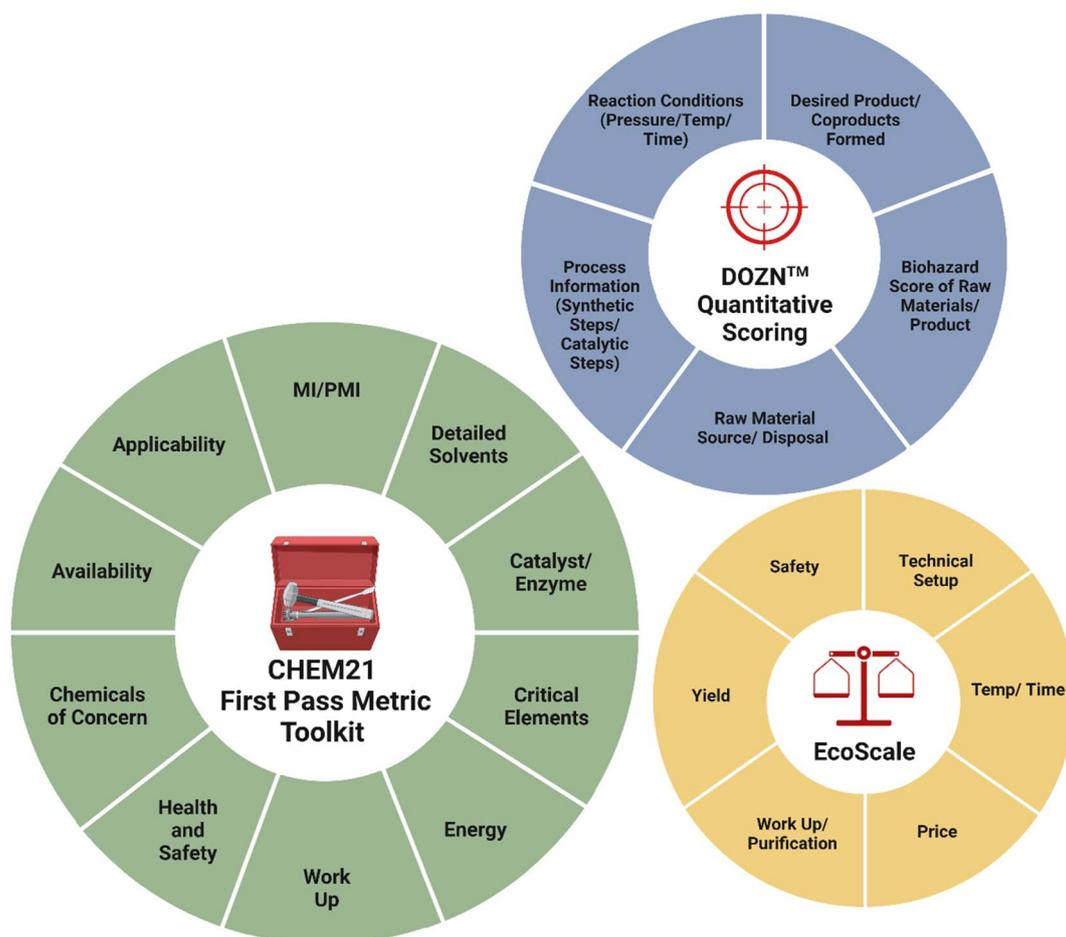 Reaction Conditions
(Pressure/Temp/
Time)
Desired Product/
Coproducts
Formed
Process
Information
(Synthetic
Steps/
Catalytic
Steps)
DOZN™
Quantitative
Scoring
Biohazard
Score of Raw
Materials/
Product
Raw Material
Source/ Disposal
MI/PMI
Applicability
Detailed
Solvents
Availability
Catalyst/
Enzyme
CHEM21
First Pass Metric
Toolkit
Chemicals
of Concern
Critical
Elements
Health
and
Safety
Energy
Work
Up
Safety
Technical
Setup
Yield
Temp/ Time
EcoScale
Work Up/
Purification
Price